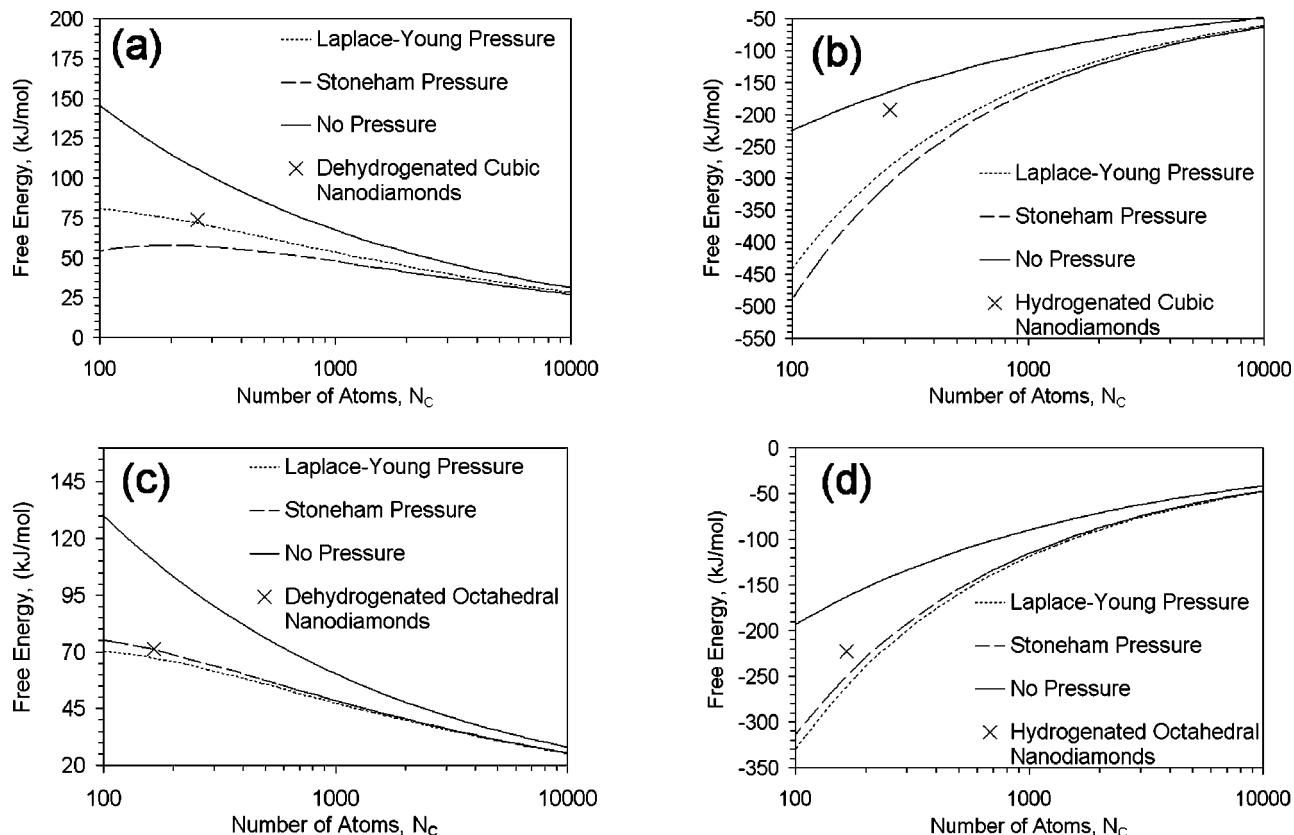 (a)
200
175
150
125
100
75
50
25
0
Free Energy, (kJ/mol)
Laplace-Young Pressure
Stoneham Pressure
No Pressure
Dehydrogenated Cubic
Nanodiamonds
100
1000
10000
Number of Atoms, N_C
(b)
-50
-100
-150
-200
-250
-300
-350
-400
-450
-500
-550
Free Energy, (kJ/mol)
Laplace-Young Pressure
Stoneham Pressure
No Pressure
Hydrogenated Cubic
Nanodiamonds
100
1000
10000
Number of Atoms, N_C
(c)
145
120
95
70
45
20
Free Energy, (kJ/mol)
Laplace-Young Pressure
Stoneham Pressure
No Pressure
Dehydrogenated Octahedral
Nanodiamonds
100
1000
10000
Number of Atoms, N_C
(d)
0
-50
-100
-150
-200
-250
-300
-350
Free Energy, (kJ/mol)
Laplace-Young Pressure
Stoneham Pressure
No Pressure
Hydrogenated Octahedral
Nanodiamonds
100
1000
10000
Number of Atoms, N_C